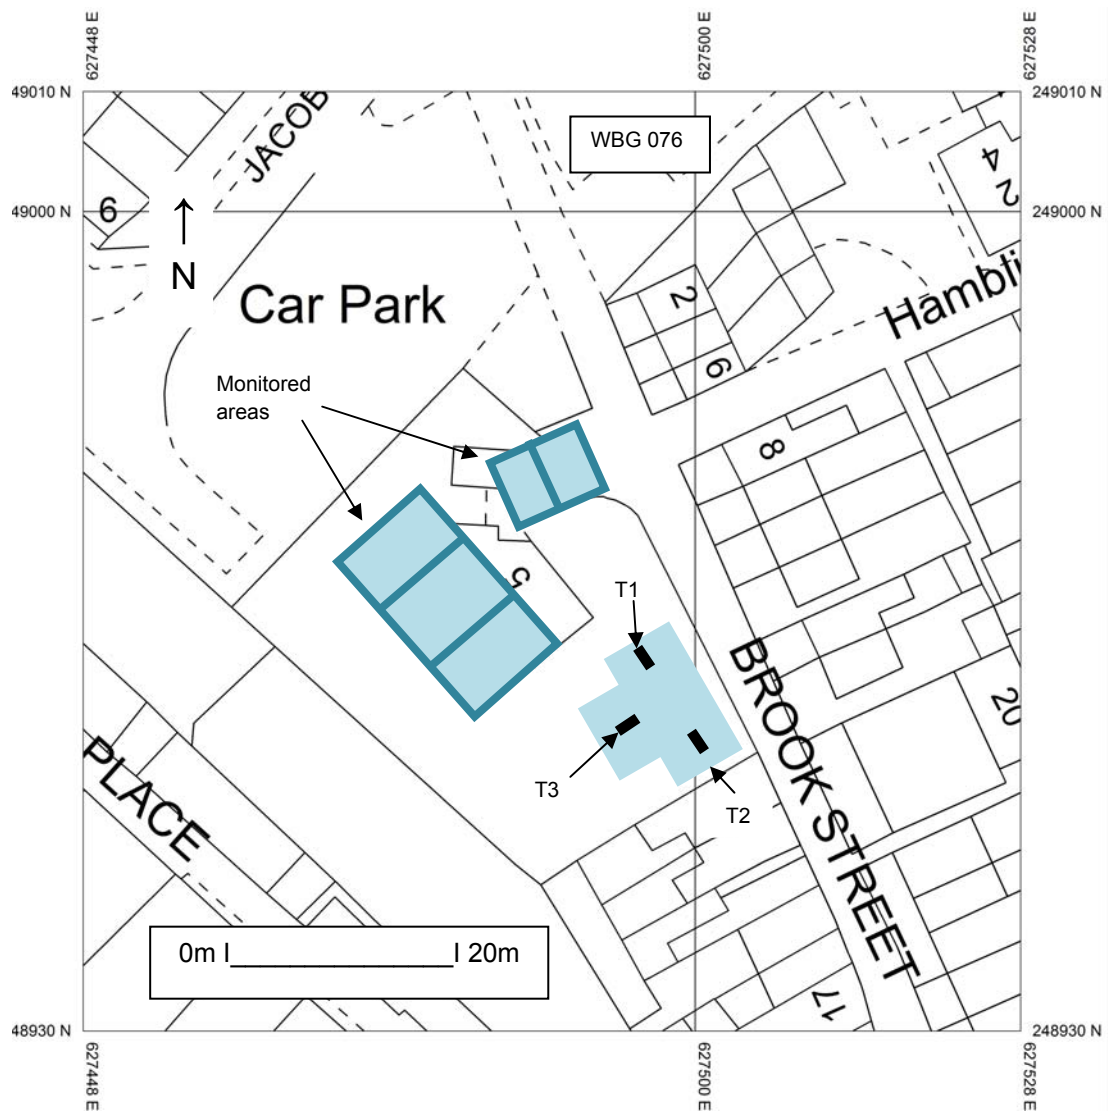 627448 E
627500 E
627528 E
49010 N
249010 N
JACOB
WBG 076
4
2
49000 N
6
249000 N
N
Car Park
2
Hambli
6
Monitored
areas
8
5
T1
BROOK STREET
20
PLACE
T3
T2
0m I_________________I 20m
17
48930 N
248930 N
627448 E
627500 E
627528 E